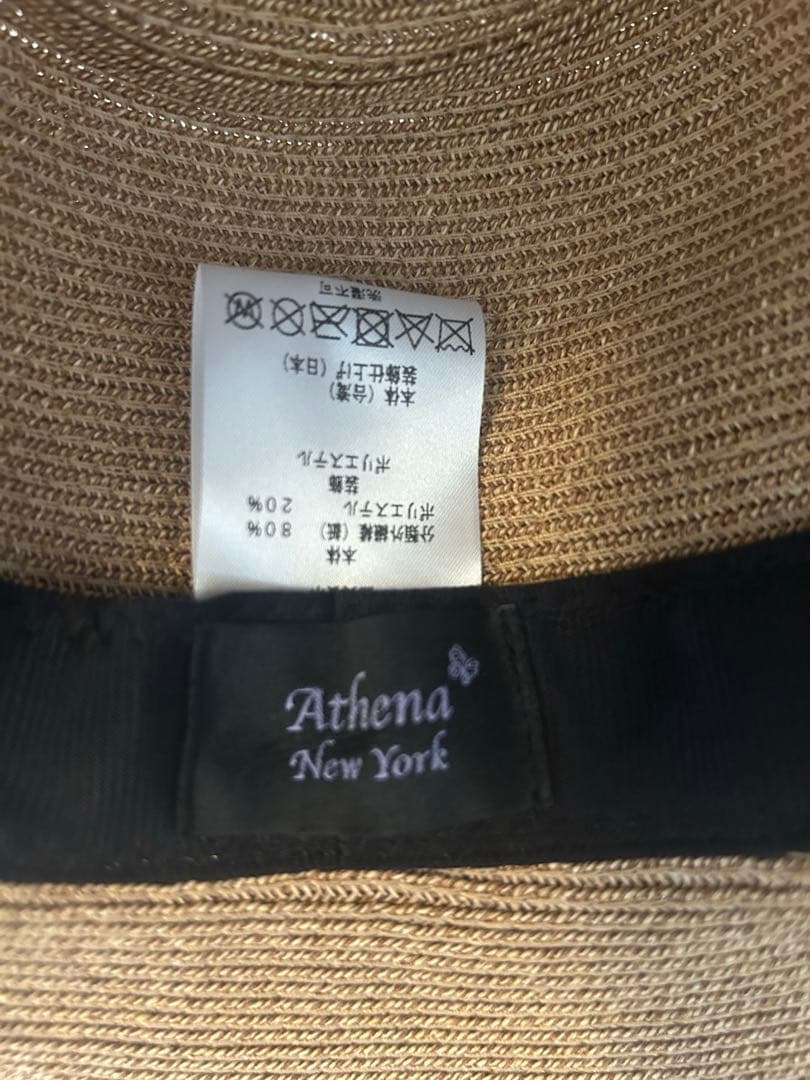 本体
分類外繊維（紙） 80%
ポリエステル 20%
装飾
ポリエステル
本体（台湾）
装飾仕上げ（日本）
洗濯不可
Athena
New York